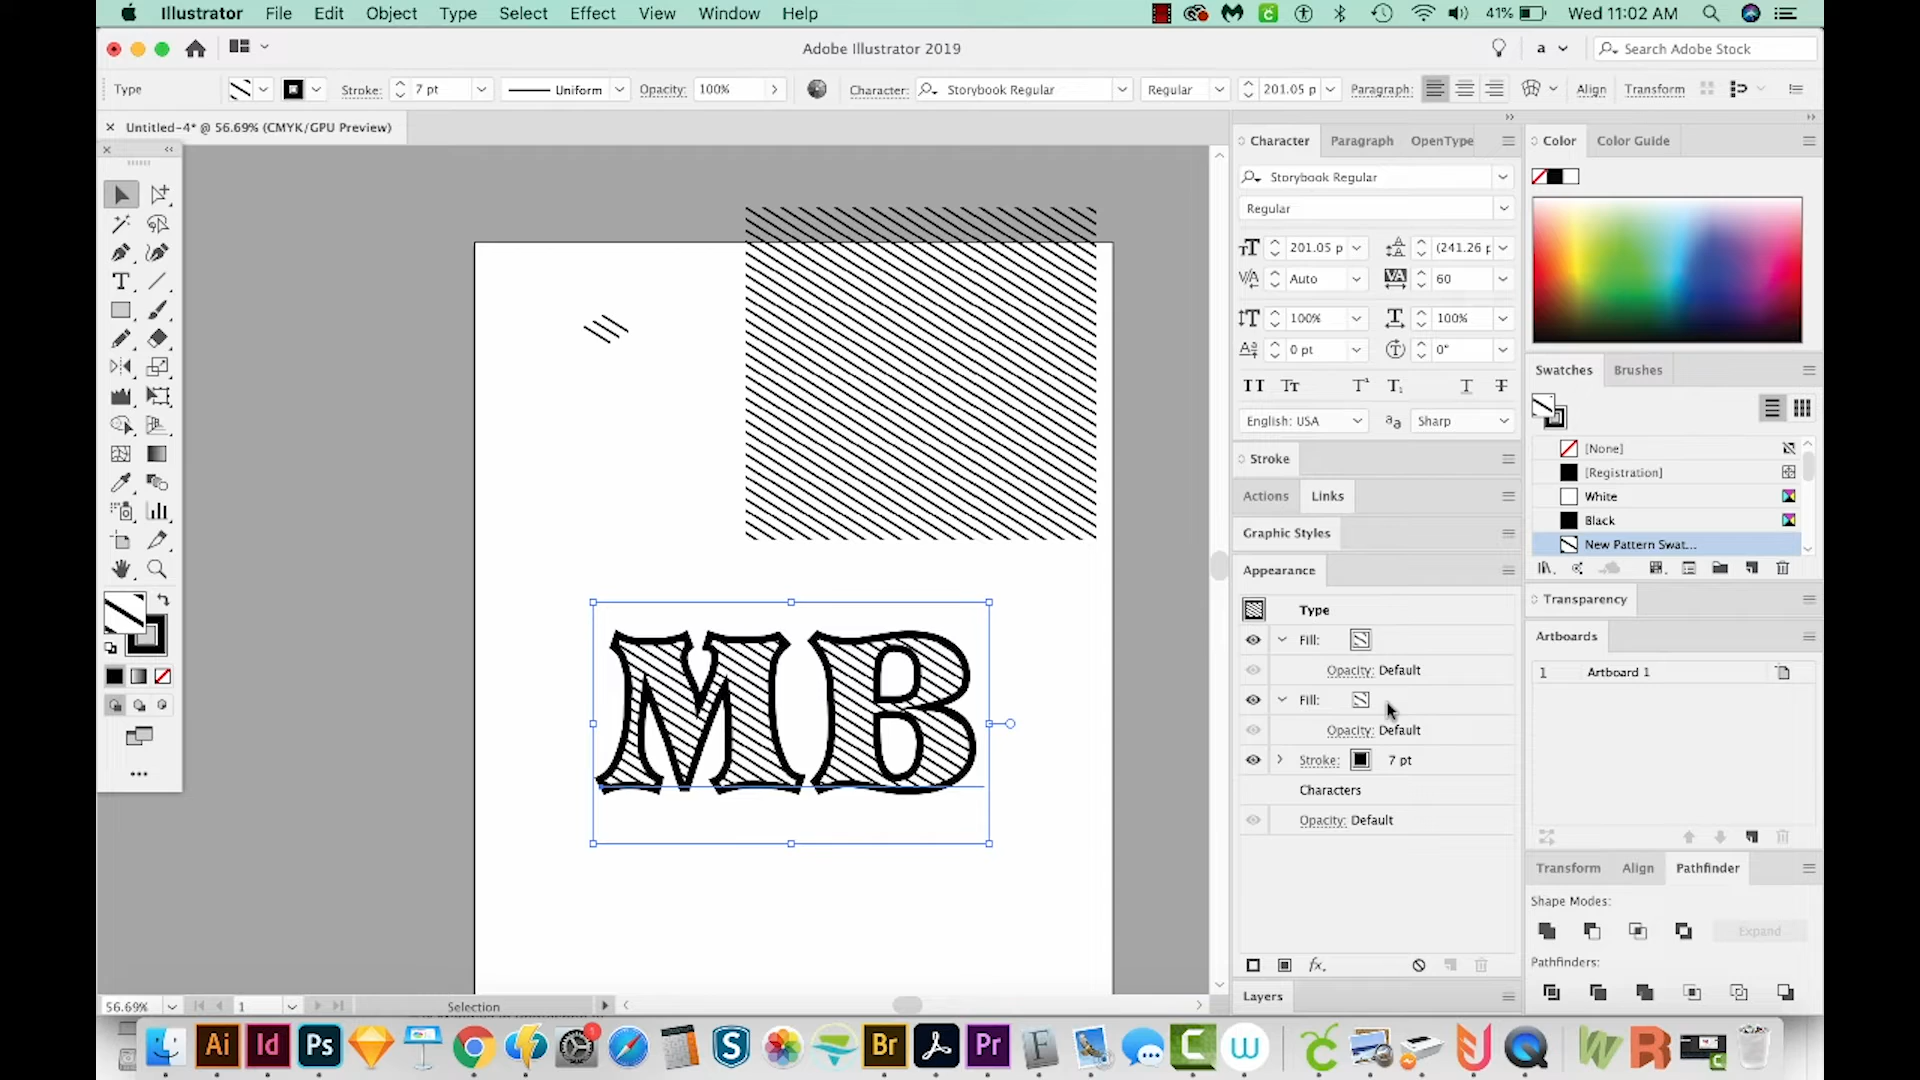 Illustrator File Edit Object Type Select Effect View Window Help
41% Wed 11:02 AM
Adobe Illustrator 2019
a
Search Adobe Stock
Type
Stroke: 7 pt Uniform Opacity: 100% Character: Storybook Regular Regular 201.05 p Paragraph: Align Transform
Untitled-4* @ 56.69% (CMYK/GPU Preview)
Character Paragraph OpenType
Storybook Regular
Regular
201.05 p (241.26 p
Auto 60
100% 100%
0 pt 0°
English: USA Sharp
Stroke
Actions Links
Graphic Styles
Appearance
Type
Fill:
Opacity: Default
Fill:
Opacity: Default
Stroke: 7 pt
Characters
Opacity: Default
Layers
Color Color Guide
Swatches Brushes
[None]
[Registration]
White
Black
New Pattern Swat...
Transparency
Artboards
1 Artboard 1
Transform Align Pathfinder
Shape Modes:
Expand
Pathfinders:
MB
56.69% 1 Selection
Ai Id Ps S Br Pr C W